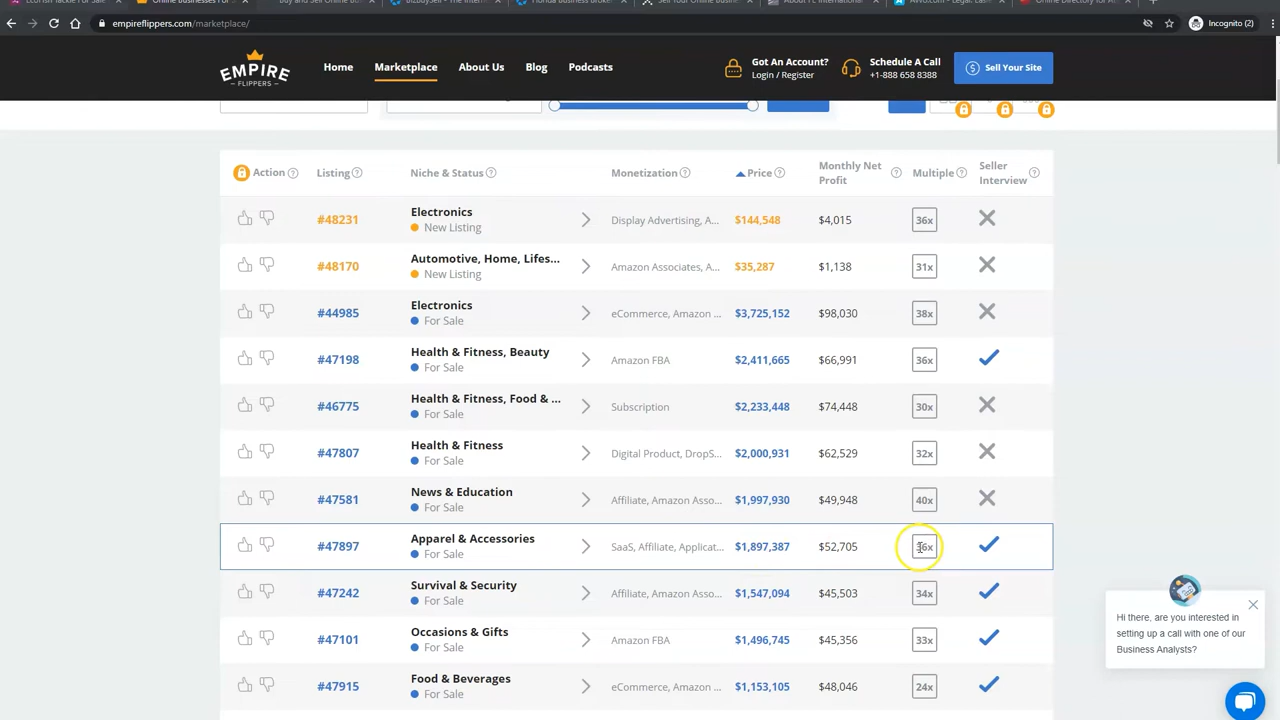 empireflippers.com/marketplace/
Incognito (2)
EMPIRE
FLIPPERS
Home
Marketplace
About Us
Blog
Podcasts
Got An Account?
Login / Register
Schedule A Call
+1-888 658 8388
Sell Your Site
Action
Listing
Niche & Status
Monetization
Price
Monthly Net
Profit
Multiple
Seller
Interview
#48231
Electronics
New Listing
Display Advertising, A...
$144,548
$4,015
36x
#48170
Automotive, Home, Lifes...
New Listing
Amazon Associates, A...
$35,287
$1,138
31x
#44985
Electronics
For Sale
eCommerce, Amazon ...
$3,725,152
$98,030
38x
#47198
Health & Fitness, Beauty
For Sale
Amazon FBA
$2,411,665
$66,991
36x
#46775
Health & Fitness, Food & ...
For Sale
Subscription
$2,233,448
$74,448
30x
#47807
Health & Fitness
For Sale
Digital Product, DropS...
$2,000,931
$62,529
32x
#47581
News & Education
For Sale
Affiliate, Amazon Asso...
$1,997,930
$49,948
40x
#47897
Apparel & Accessories
For Sale
SaaS, Affiliate, Applicat...
$1,897,387
$52,705
36x
#47242
Survival & Security
For Sale
Affiliate, Amazon Asso...
$1,547,094
$45,503
34x
#47101
Occasions & Gifts
For Sale
Amazon FBA
$1,496,745
$45,356
33x
#47915
Food & Beverages
For Sale
eCommerce, Amazon ...
$1,153,105
$48,046
24x
Hi there, are you interested in
setting up a call with one of our
Business Analysts?